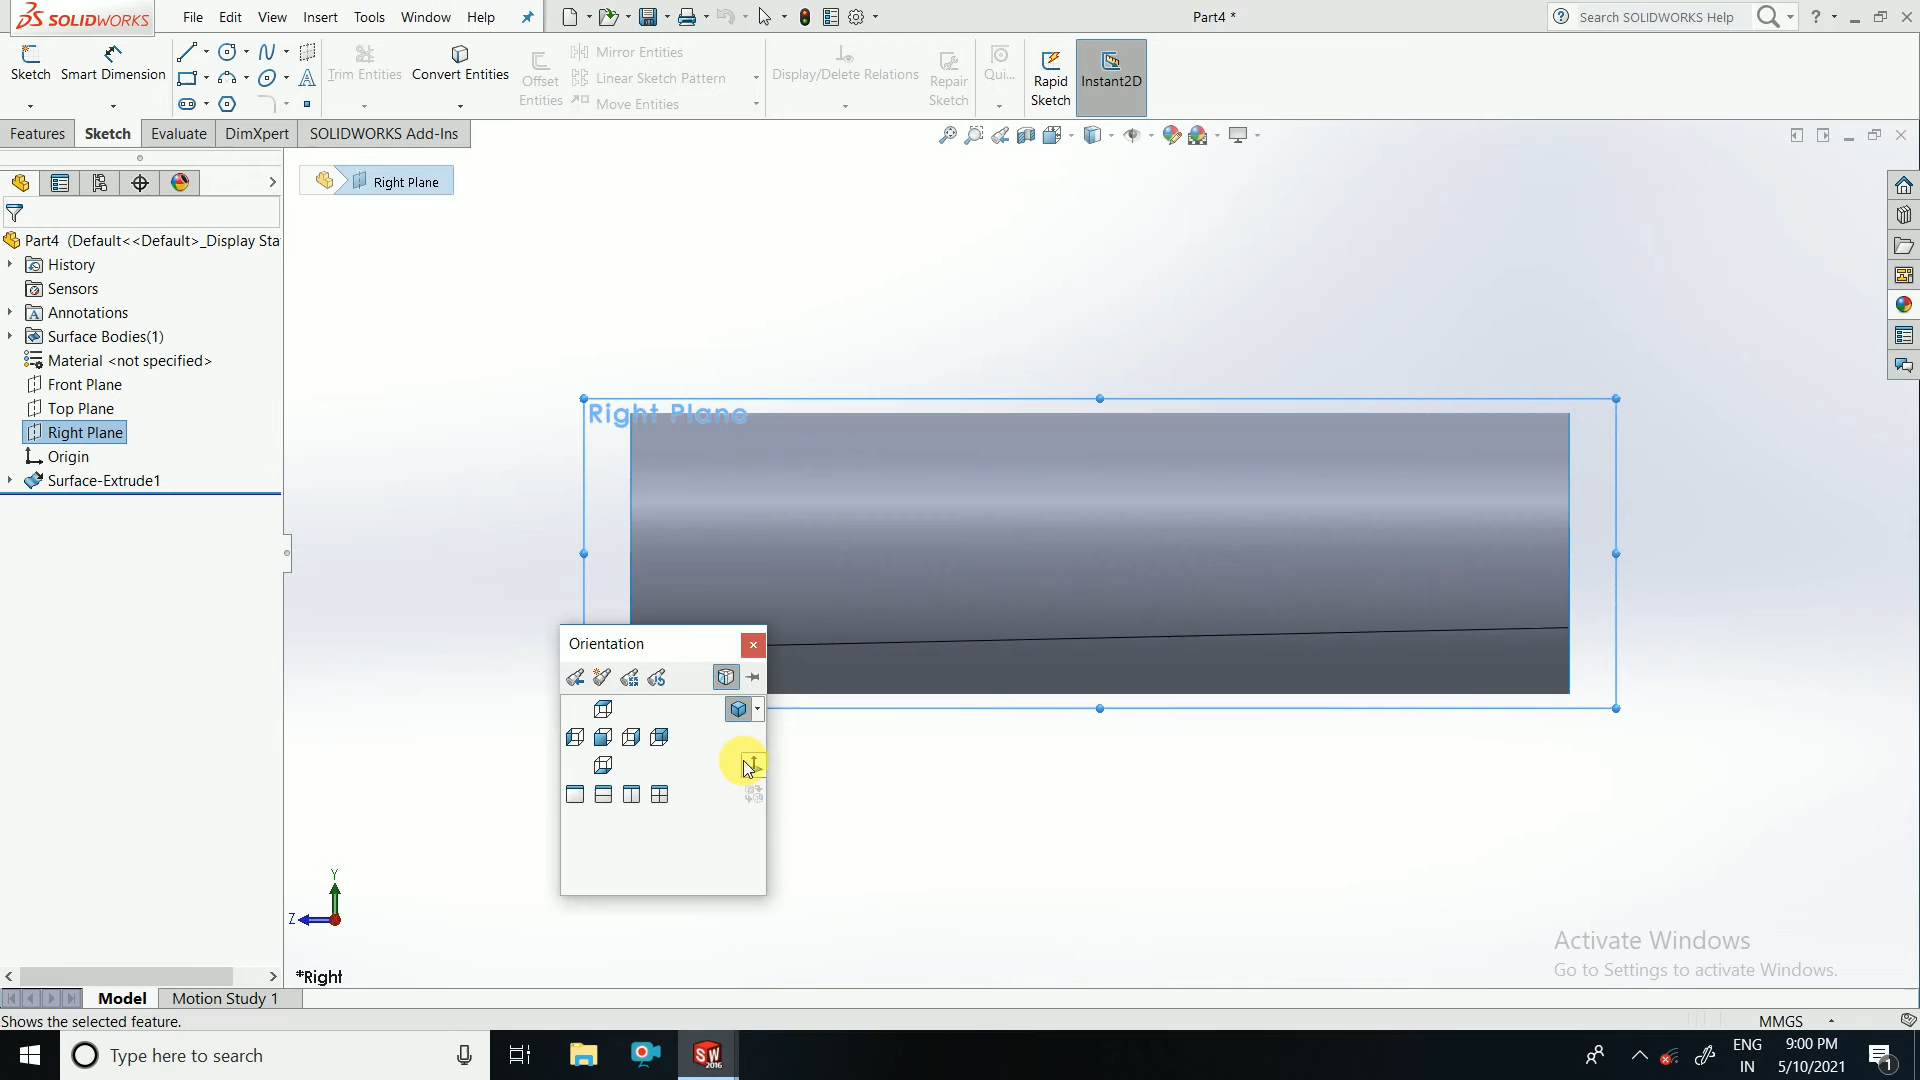 SOLIDWORKS File Edit View Insert Tools Window Help Part4 * Search SOLIDWORKS Help ?
Sketch Smart Dimension Trim Entities Convert Entities Offset Entities Mirror Entities Linear Sketch Pattern Move Entities Display/Delete Relations Repair Sketch Qui... Rapid Sketch Instant2D
Features Sketch Evaluate DimXpert SOLIDWORKS Add-Ins
Right Plane
Part4 (Default<<Default>_Display Sta
History
Sensors
Annotations
Surface Bodies(1)
Material <not specified>
Front Plane
Top Plane
Right Plane
Origin
Surface-Extrude1
Right Plane
Orientation
Y
Z
*Right
Activate Windows
Go to Settings to activate Windows.
Model Motion Study 1
Shows the selected feature. MMGS
Type here to search SW 2016 ENG 9:00 PM
IN 5/10/2021 1